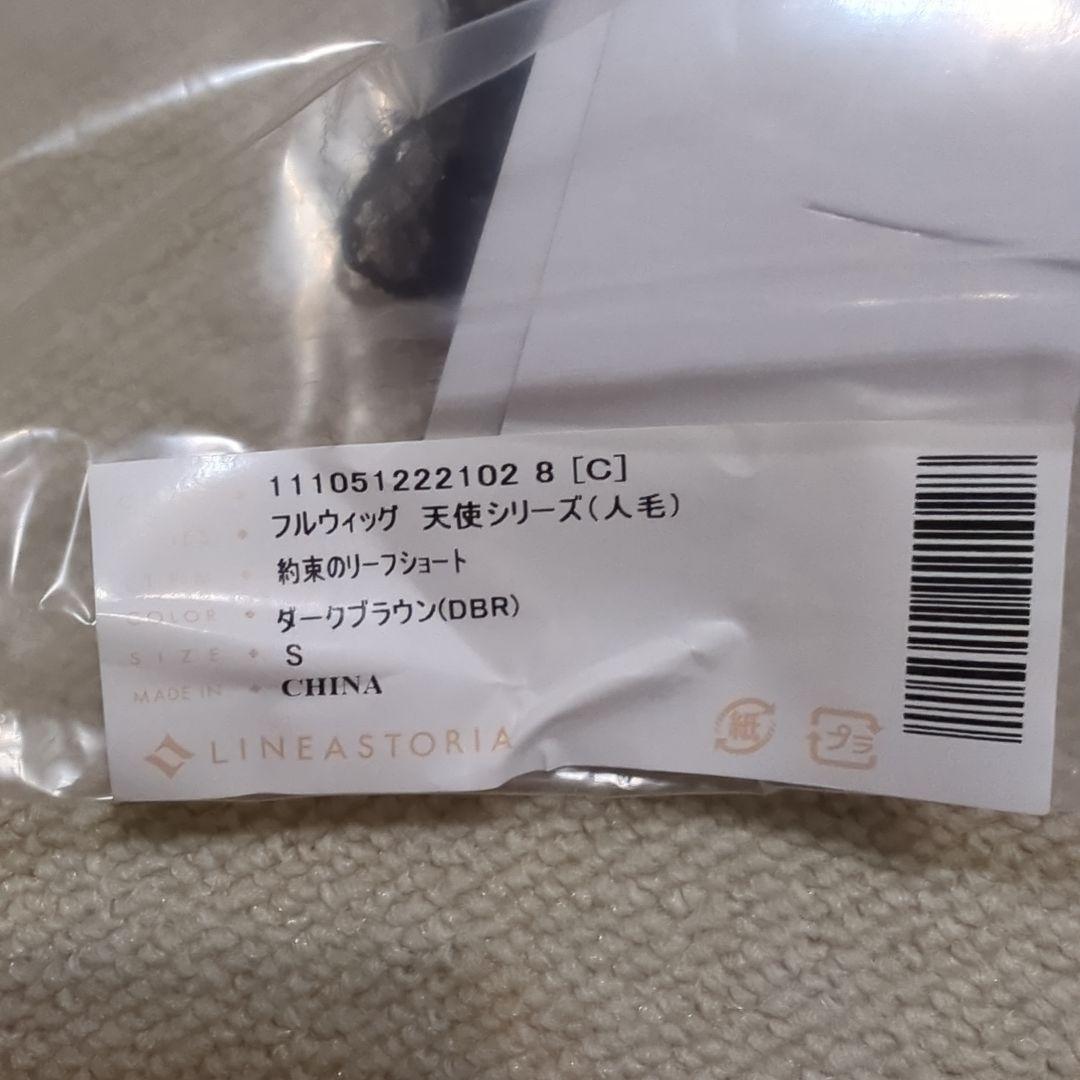 111051222102 8 [C]
フルウィッグ 天使シリーズ(人毛)
約束のリーフショート
COLOR ダークブラウン(DBR)
SIZE S
MADE IN CHINA
LINEASTORIA
紙
プラ